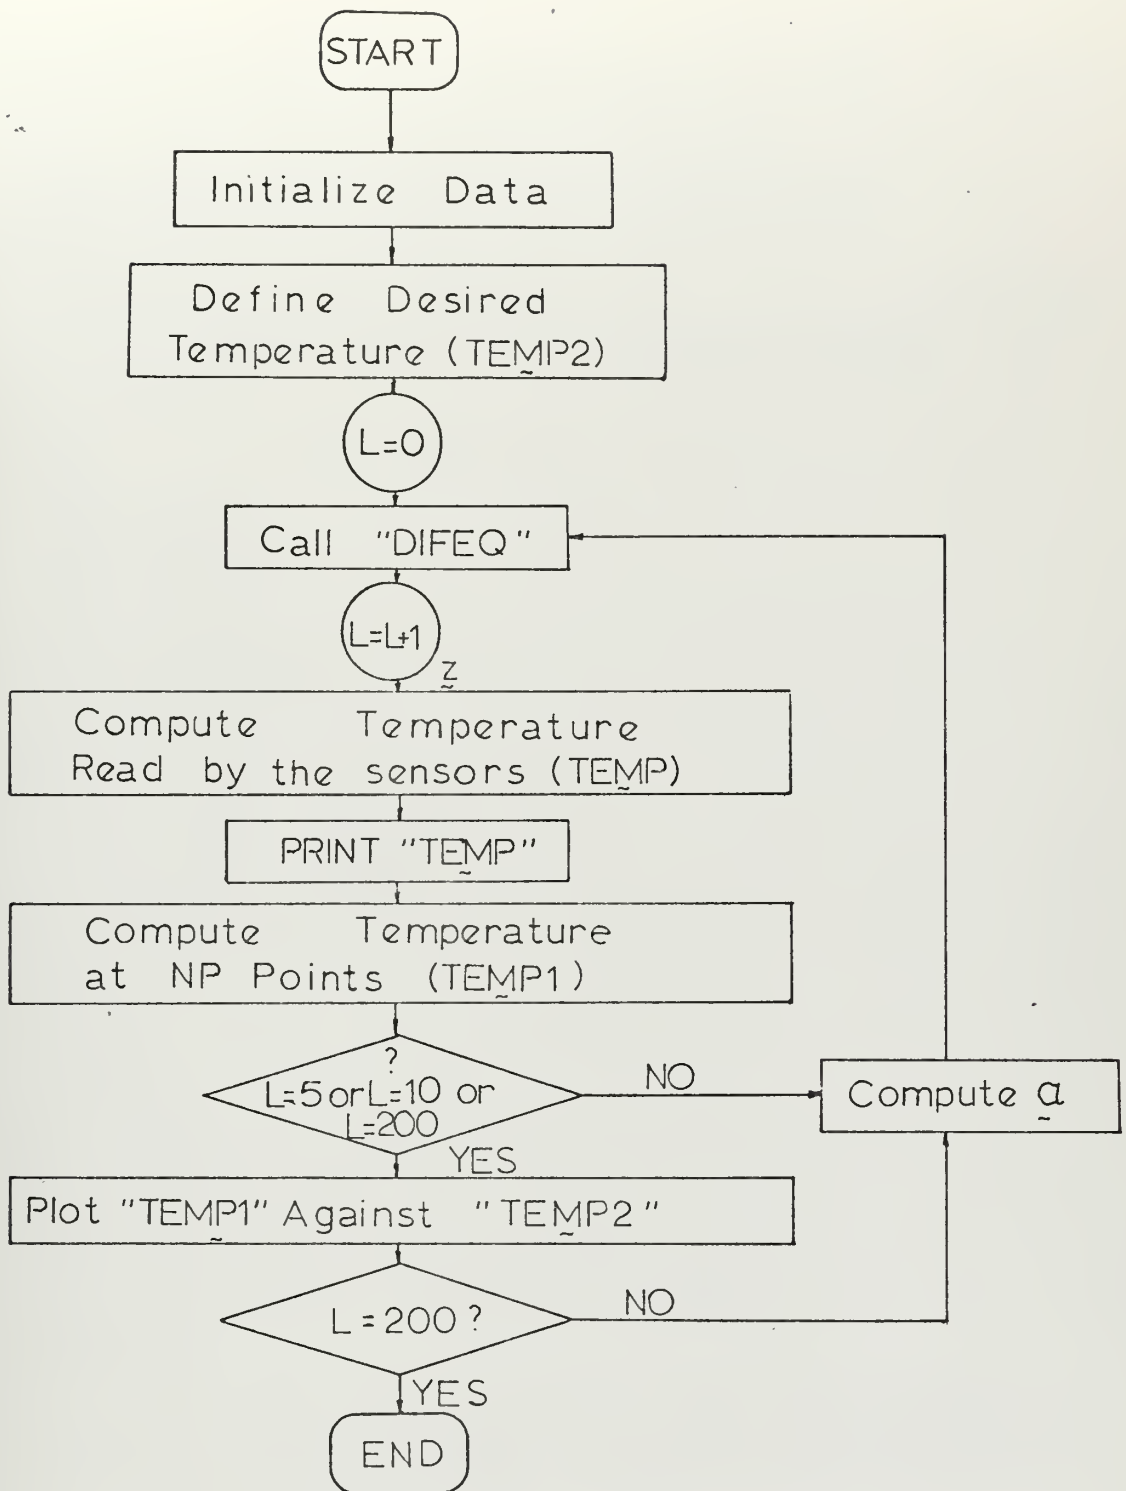 START
Initialize Data
Define Desired
Temperature (TEMP2)
L=0
Call "DIFEQ"
L=L+1
z
Compute Temperature
Read by the sensors (TEMP)
PRINT "TEMP"
Compute Temperature
at NP Points (TEMP1)
?
L=5 or L=10 or
L=200
NO
Compute a
YES
Plot "TEMP1" Against "TEMP2"
L=200?
NO
YES
END